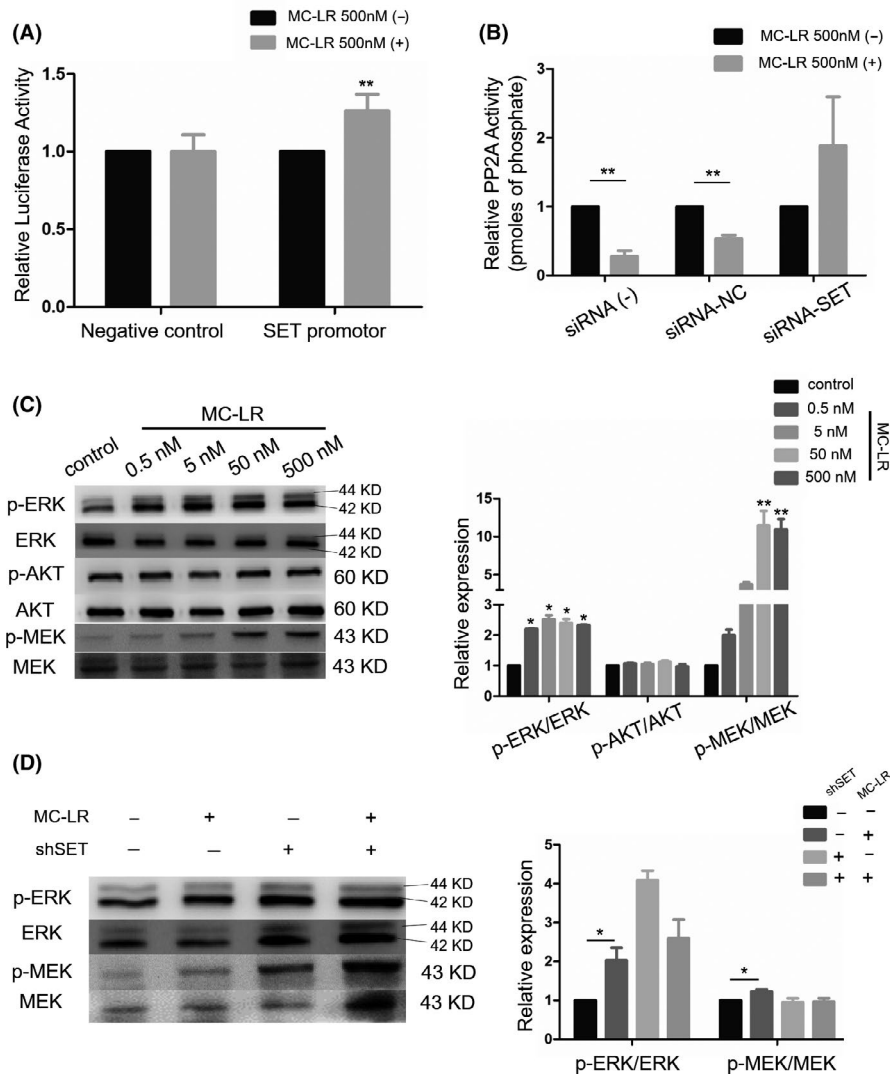 (A)
MC-LR 500nM (-)
MC-LR 500nM (+)
Relative Luciferase Activity
1.5
1.0
0.5
0.0
**
Negative control
SET promotor
(B)
MC-LR 500nM (-)
MC-LR 500nM (+)
Relative PP2A Activity
(pmoles of phosphate)
3
2
1
0
**
**
siRNA (-)
siRNA-NC
siRNA-SET
(C)
MC-LR
control 0.5 nM 5 nM 50 nM 500 nM
p-ERK 44 KD
42 KD
ERK 44 KD
42 KD
p-AKT 60 KD
AKT 60 KD
p-MEK 43 KD
MEK 43 KD
control
0.5 nM
5 nM
50 nM
500 nM
MC-LR
Relative expression
15
10
5
3
2
1
0
* * * *
** **
p-ERK/ERK
p-AKT/AKT
p-MEK/MEK
(D)
MC-LR – + – +
shSET – – + +
p-ERK 44 KD
42 KD
ERK 44 KD
42 KD
p-MEK 43 KD
MEK 43 KD
shSET MC-LR
– –
– +
+ –
+ +
Relative expression
5
4
3
2
1
0
*
*
p-ERK/ERK
p-MEK/MEK